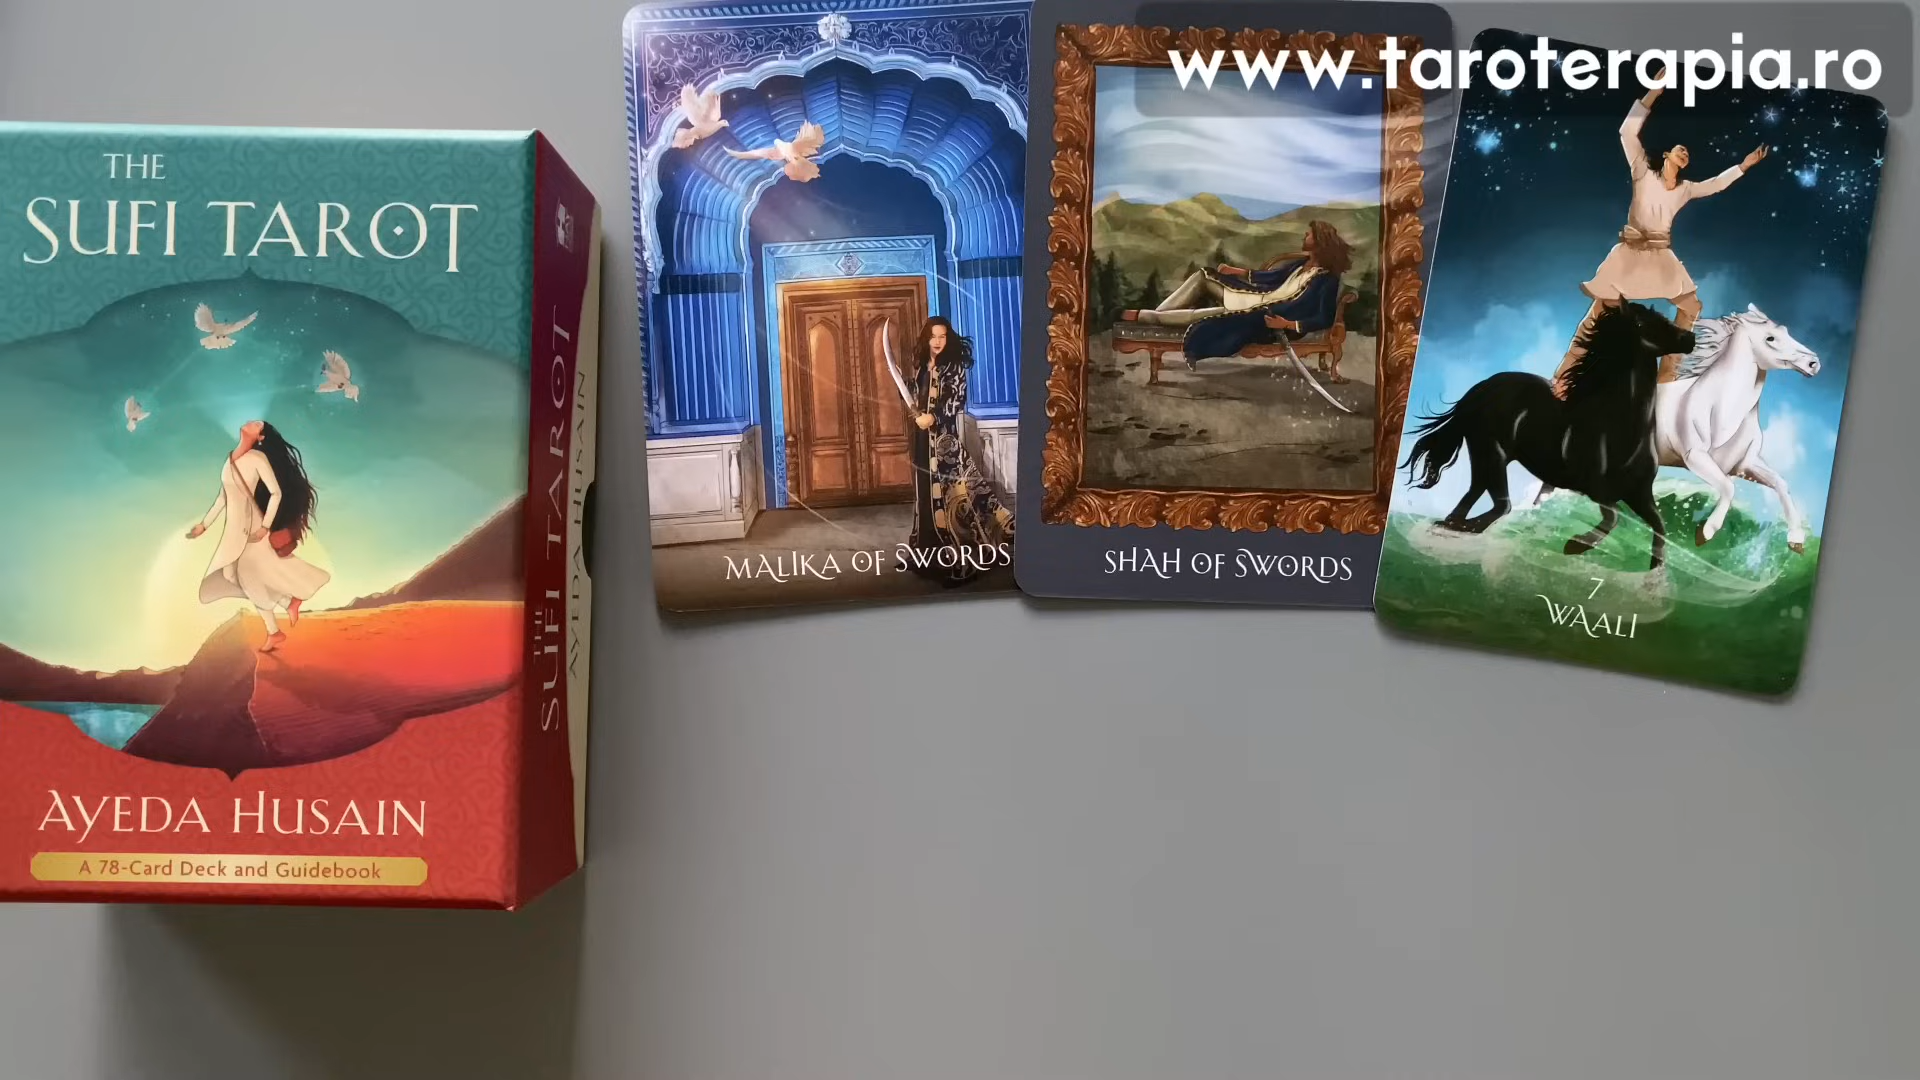 www.taroterapia.ro
THE
SUFI TAROT
AYEDA HUSAIN
A 78-Card Deck and Guidebook
THE
SUFI TAROT
AYEDA HUSAIN
MALIKA OF SWORDS
SHAH OF SWORDS
7
WAALI